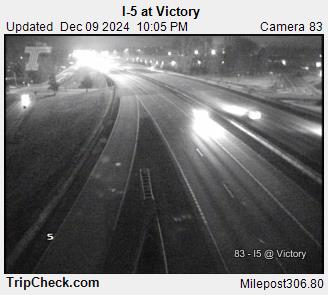 I-5 at Victory
Updated  Dec 09 2024  10:05 PM
Camera 83
T
S
83 - I5 @ Victory
TripCheck.com
Milepost306.80